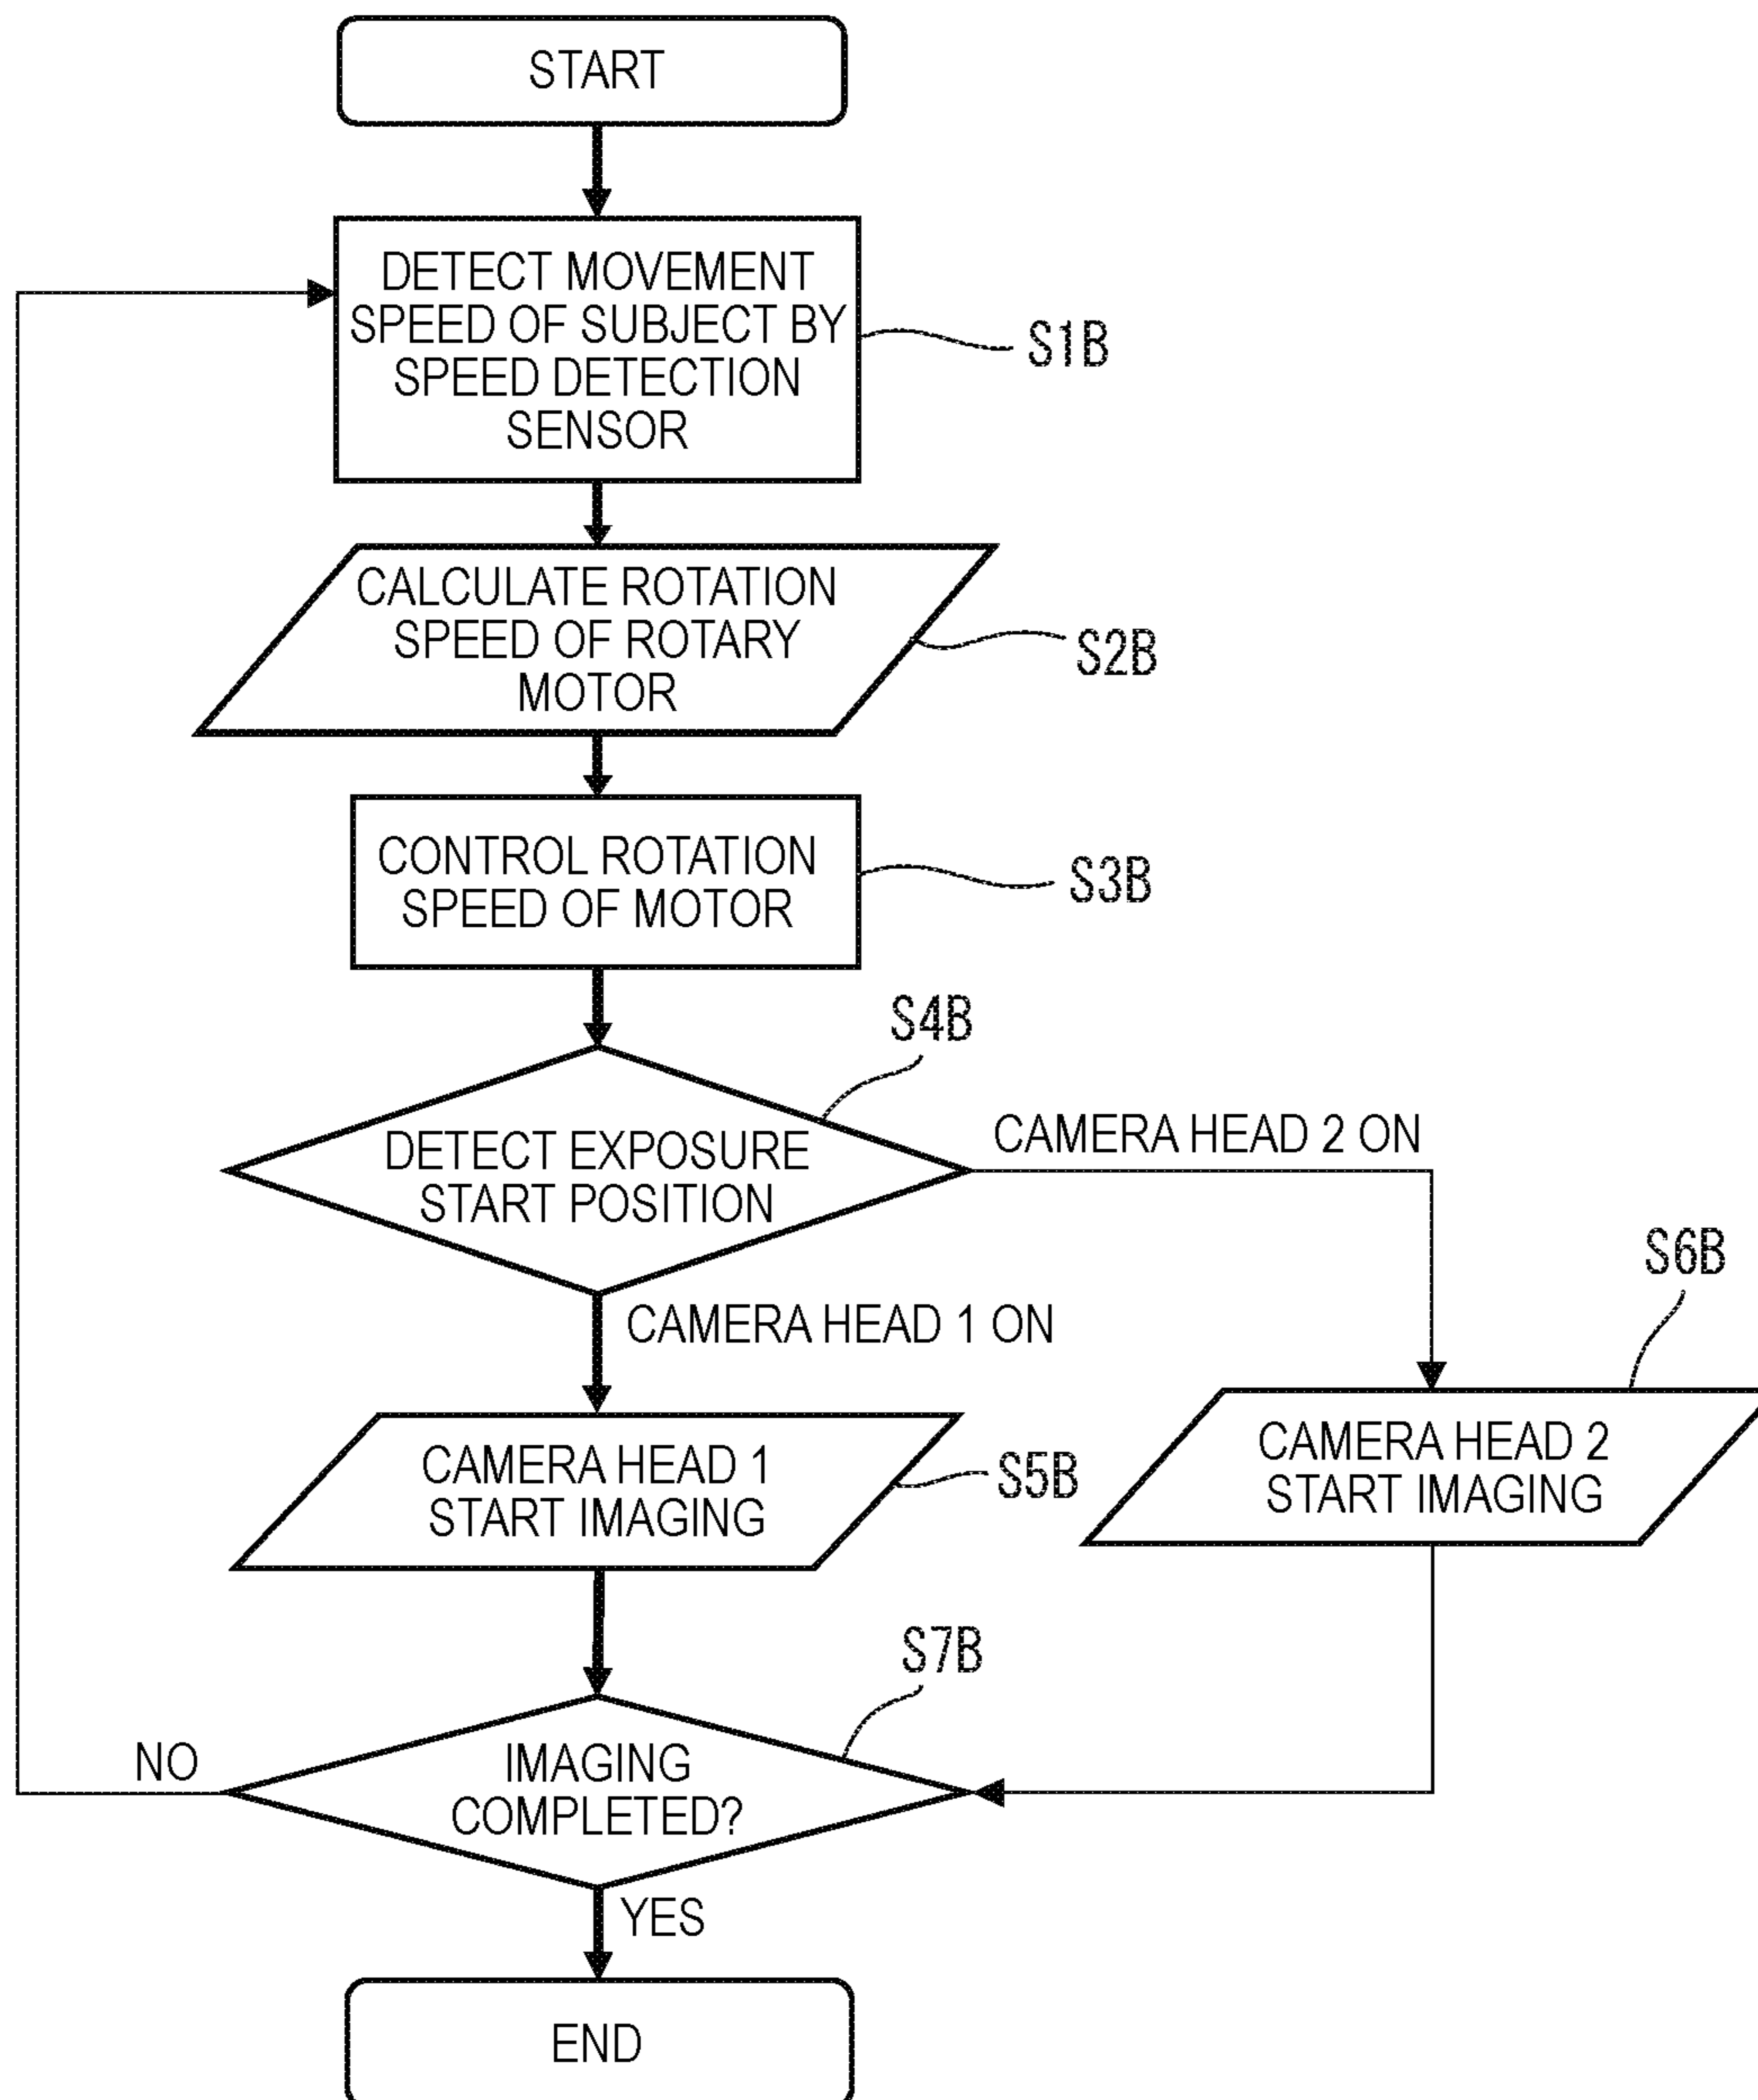 START
DETECT MOVEMENT
SPEED OF SUBJECT BY
SPEED DETECTION
SENSOR
S1B
CALCULATE ROTATION
SPEED OF ROTARY
MOTOR
S2B
CONTROL ROTATION
SPEED OF MOTOR
S3B
S4B
DETECT EXPOSURE
START POSITION
CAMERA HEAD 2 ON
CAMERA HEAD 1 ON
S6B
CAMERA HEAD 1
START IMAGING
S5B
CAMERA HEAD 2
START IMAGING
S7B
IMAGING
COMPLETED?
NO
YES
END